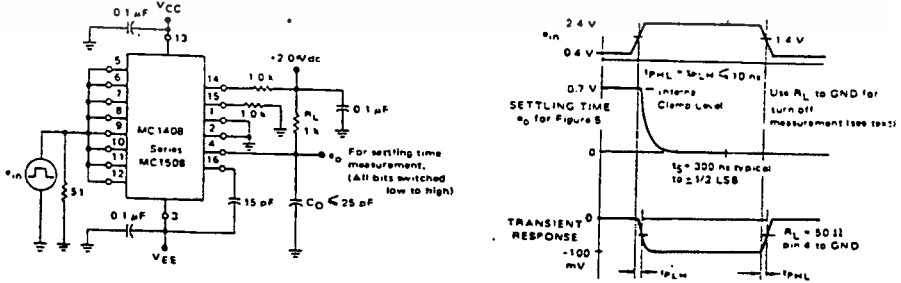 0.1 µF
VCC
13
5
6
7
8
9
10
11
12
MC1408
Series
MC1508
14
15
1
2
4
16
3
1.0 k
1.0 k
+2.0 Vdc
RL
1 k
0.1 µF
eo
For settling time
measurement.
(All bits switched
low to high)
ein
51
0.1 µF
VEE
15 pF
CO ≤ 25 pF
2.4 V
ein
0.4 V
1.4 V
tPHL = tPLH ≤ 10 ns
0.7 V
SETTLING TIME
eo for Figure 5
Clamp Level
Use RL to GND for
turn off
measurement (see text)
0
tS = 300 ns typical
to ± 1/2 LSB
TRANSIENT
RESPONSE
0
-100
mV
RL = 50 Ω
pin 4 to GND
tPLH
tPHL